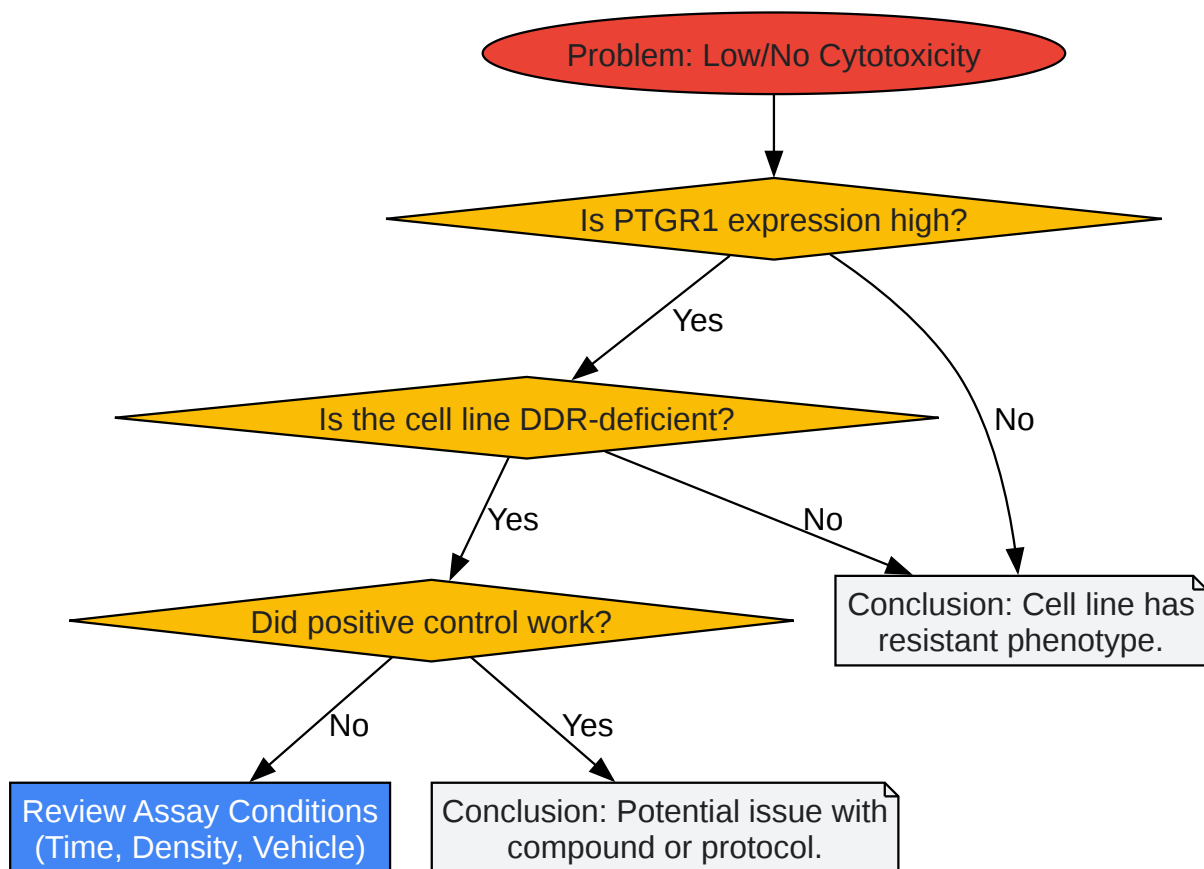 Problem: Low/No Cytotoxicity
Is PTGR1 expression high?
Yes
Is the cell line DDR-deficient?
No
Yes
No
Conclusion: Cell line has
resistant phenotype.
Did positive control work?
No
Yes
Review Assay Conditions
(Time, Density, Vehicle)
Conclusion: Potential issue with
compound or protocol.